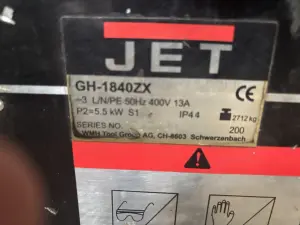 JET
GH-1840ZX
~3 L/N/PE 50Hz 400V 13A
P2=5.5 kW S1 IP44 2712 kg
SERIES NO. 200
WMH Tool Group AG, CH-8603 Schwerzenbach